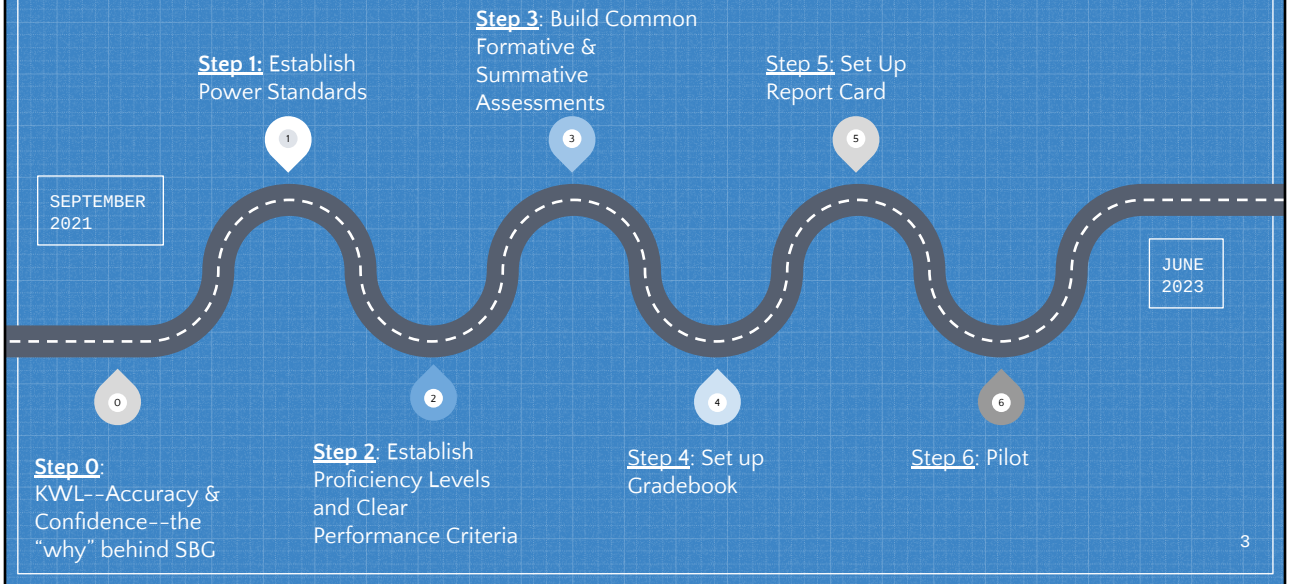 Step 3: Build Common
Formative &
Summative
Assessments
Step 1: Establish
Power Standards
Step 5: Set Up
Report Card
1
3
5
SEPTEMBER
2021
JUNE
2023
0
2
4
6
Step 0:
KWL--Accuracy &
Confidence--the
“why” behind SBG
Step 2: Establish
Proficiency Levels
and Clear
Performance Criteria
Step 4: Set up
Gradebook
Step 6: Pilot
3